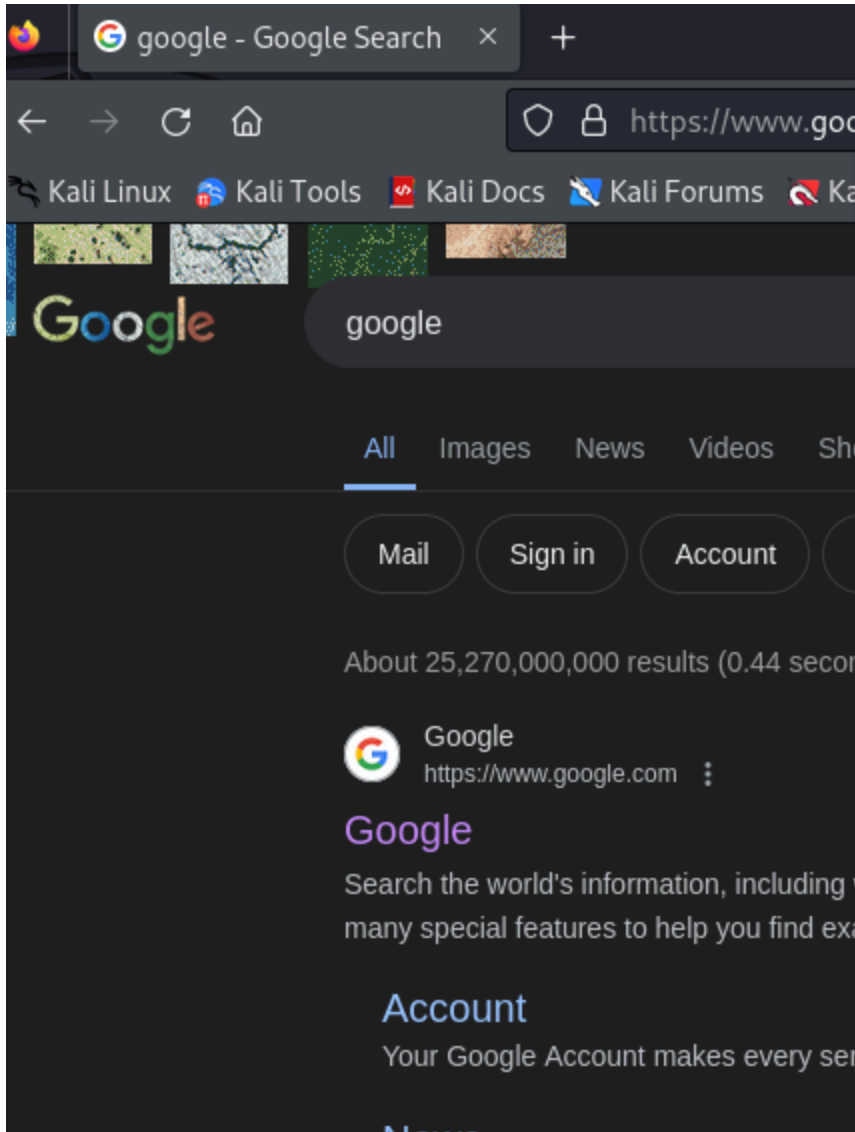 google - Google Search
https://www.goo
Kali Linux Kali Tools Kali Docs Kali Forums Ka
Google google
All Images News Videos Sho
Mail Sign in Account
About 25,270,000,000 results (0.44 secon
Google
https://www.google.com
Google
Search the world's information, including
many special features to help you find exa
Account
Your Google Account makes every ser